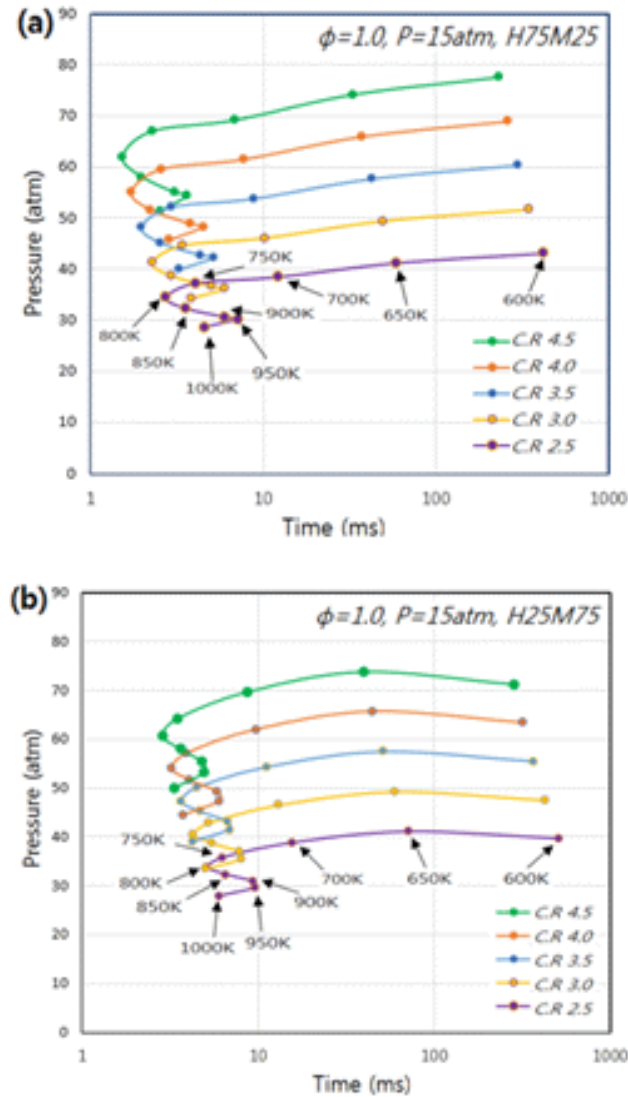 (a)
ϕ=1.0, P=15atm, H75M25
Pressure (atm)
90
80
70
60
50
40
30
20
10
0
750K
700K
650K
600K
800K
850K
900K
950K
1000K
C.R 4.5
C.R 4.0
C.R 3.5
C.R 3.0
C.R 2.5
1 10 100 1000
Time (ms)
(b)
ϕ=1.0, P=15atm, H25M75
Pressure (atm)
90
80
70
60
50
40
30
20
10
0
750K
700K
650K
600K
800K
850K
900K
950K
1000K
C.R 4.5
C.R 4.0
C.R 3.5
C.R 3.0
C.R 2.5
1 10 100 1000
Time (ms)